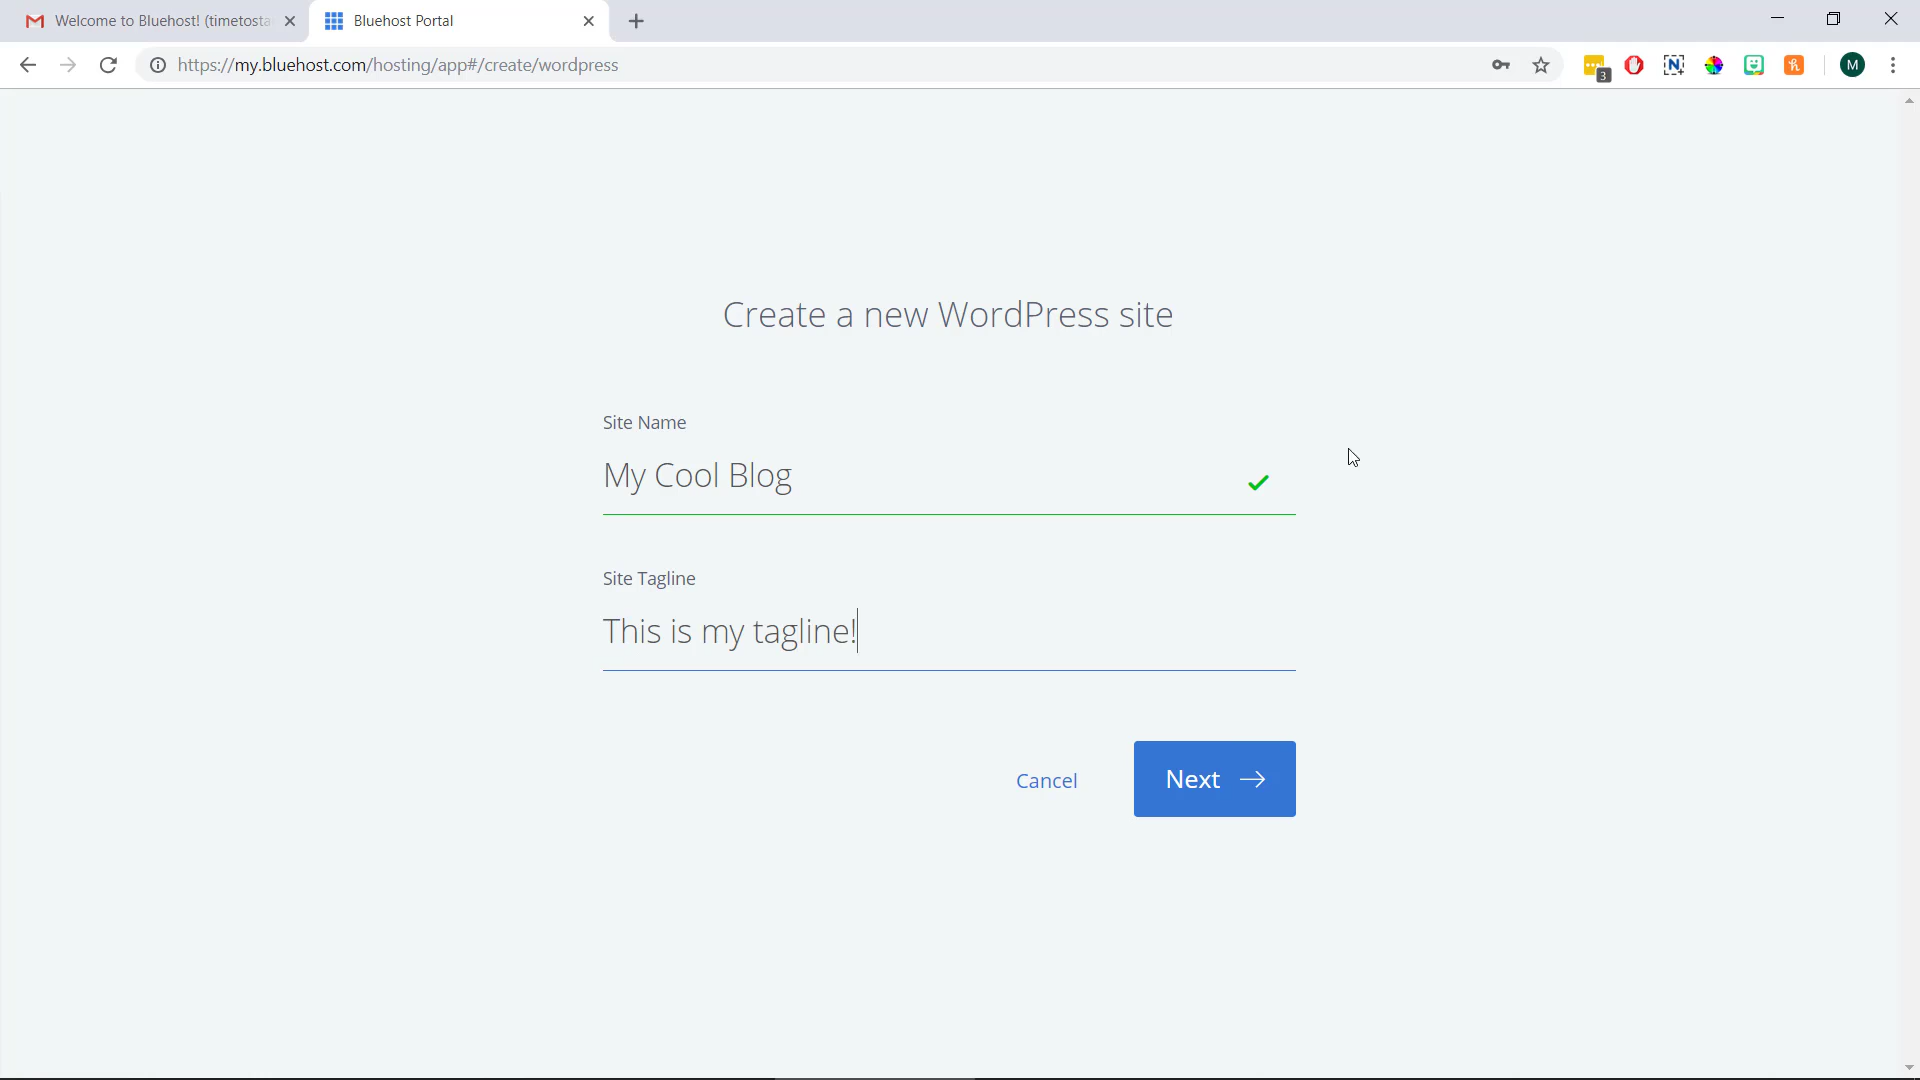 Welcome to Bluehost! (timetosta
Bluehost Portal
https://my.bluehost.com/hosting/app#/create/wordpress
3
N
M
Create a new WordPress site
Site Name
My Cool Blog
Site Tagline
This is my tagline!
Cancel
Next